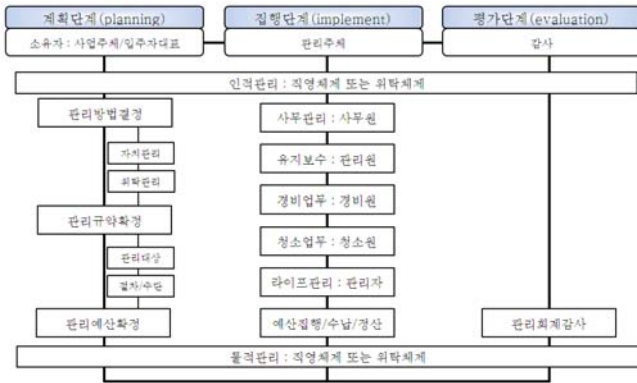 계획단계(planning)
집행단계(implement)
평가단계(evaluation)
소유자 : 사업주체/입주자대표
관리주체
감사
인적관리 : 직영체계 또는 위탁체계
관리방법결정
사무관리 : 사무원
자치관리
유지보수 : 관리원
위탁관리
경비업무 : 경비원
관리규약확정
청소업무 : 청소원
관리대상
라이프관리 : 관리자
절차/수단
관리예산확정
예산집행/수납/정산
관리회계감사
물적관리 : 직영체계 또는 위탁체계